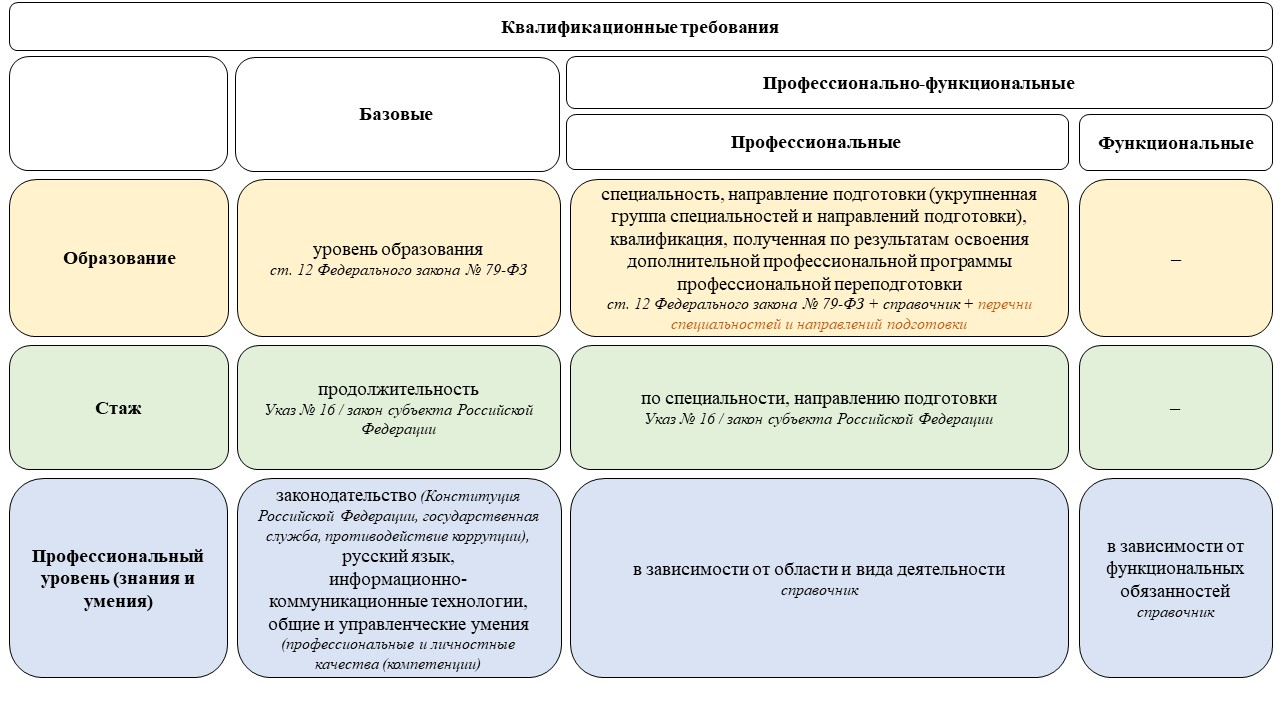 Квалификационные требования
Базовые
Профессионально-функциональные
Профессиональные
Функциональные
Образование
уровень образования
ст. 12 Федерального закона № 79-ФЗ
специальность, направление подготовки (укрупненная
группа специальностей и направлений подготовки),
квалификация, полученная по результатам освоения
дополнительной профессиональной программы
профессиональной переподготовки
ст. 12 Федерального закона № 79-ФЗ + справочник + перечни
специальностей и направлений подготовки
–
Стаж
продолжительность
Указ № 16 / закон субъекта Российской
Федерации
по специальности, направлению подготовки
Указ № 16 / закон субъекта Российской Федерации
–
Профессиональный
уровень (знания и
умения)
законодательство (Конституция
Российской Федерации, государственная
служба, противодействие коррупции),
русский язык,
информационно-
коммуникационные технологии,
общие и управленческие умения
(профессиональные и личностные
качества (компетенции)
в зависимости от области и вида деятельности
справочник
в зависимости от
функциональных
обязанностей
справочник